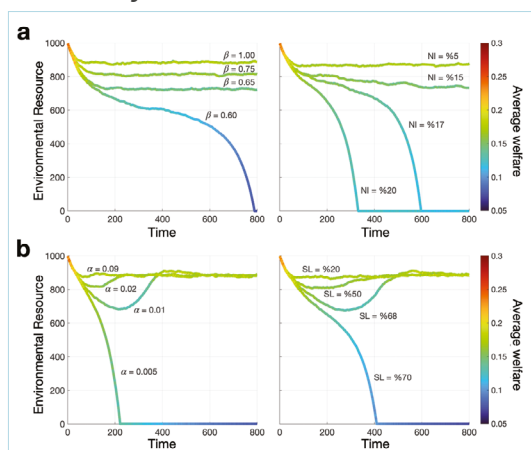 a
1000
800
600
400
200
0
Environmental Resource
0 200 400 600 800
Time
β = 1.00
β = 0.75
β = 0.65
β = 0.60
0 200 400 600 800
Time
NI = %5
NI = %15
NI = %17
NI = %20
0.3
0.25
0.2
0.15
0.1
0.05
Average welfare
b
1000
800
600
400
200
0
Environmental Resource
0 200 400 600 800
Time
α = 0.09
α = 0.02
α = 0.01
α = 0.005
0 200 400 600 800
Time
SL = %20
SL = %50
SL = %68
SL = %70
0.3
0.25
0.2
0.15
0.1
0.05
Average welfare